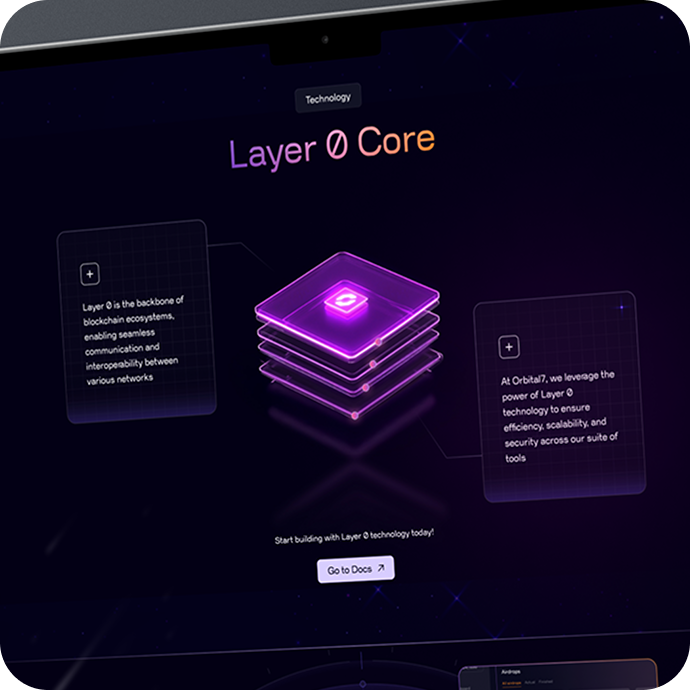 Technology
Layer 0 Core
Layer 0 is the backbone of
blockchain ecosystems,
enabling seamless
communication and
interoperability between
various networks
At Orbital7, we leverage the
power of Layer 0
technology to ensure
efficiency, scalability, and
security across our suite of
tools
Start building with Layer 0 technology today!
Go to Docs ↗
Airdrops